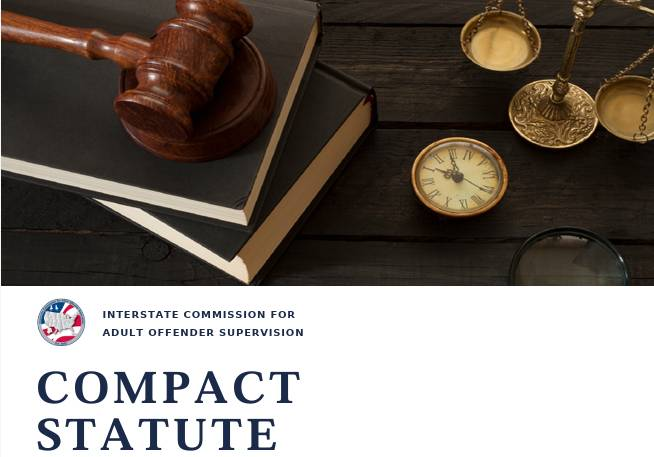 INTERSTATE COMMISSION FOR
ADULT OFFENDER SUPERVISION
COMPACT
STATUTE